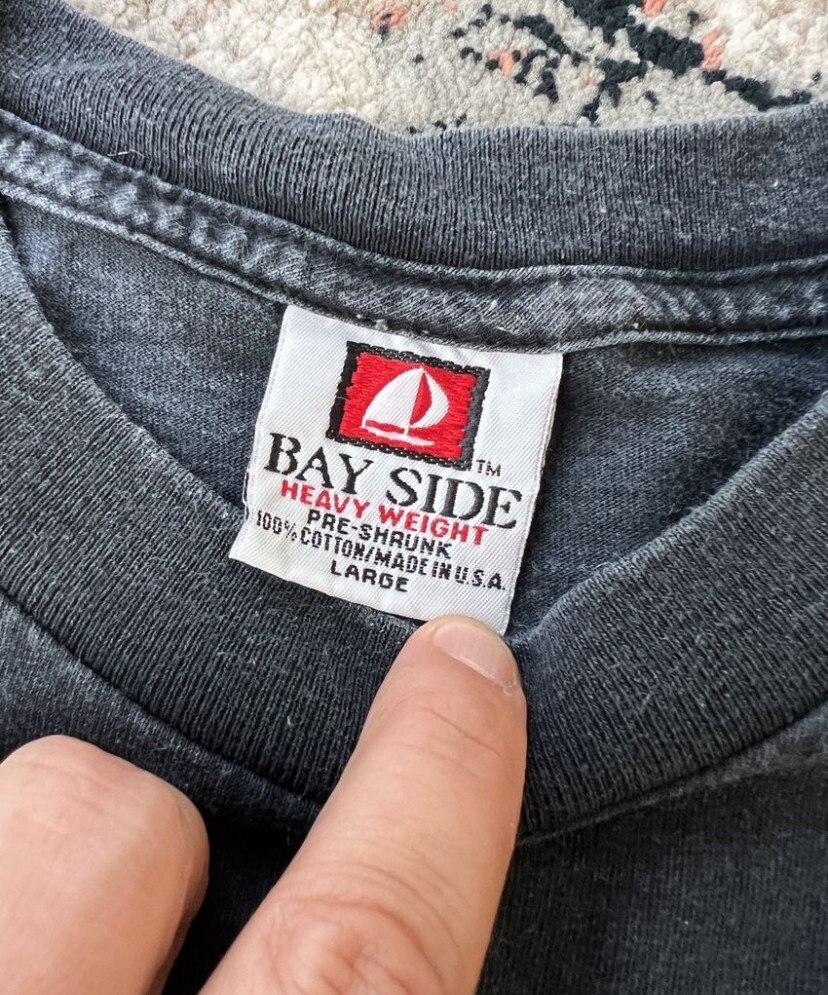 BAY SIDE™
HEAVY WEIGHT
PRE-SHRUNK
100% COTTON/MADE IN U.S.A.
LARGE